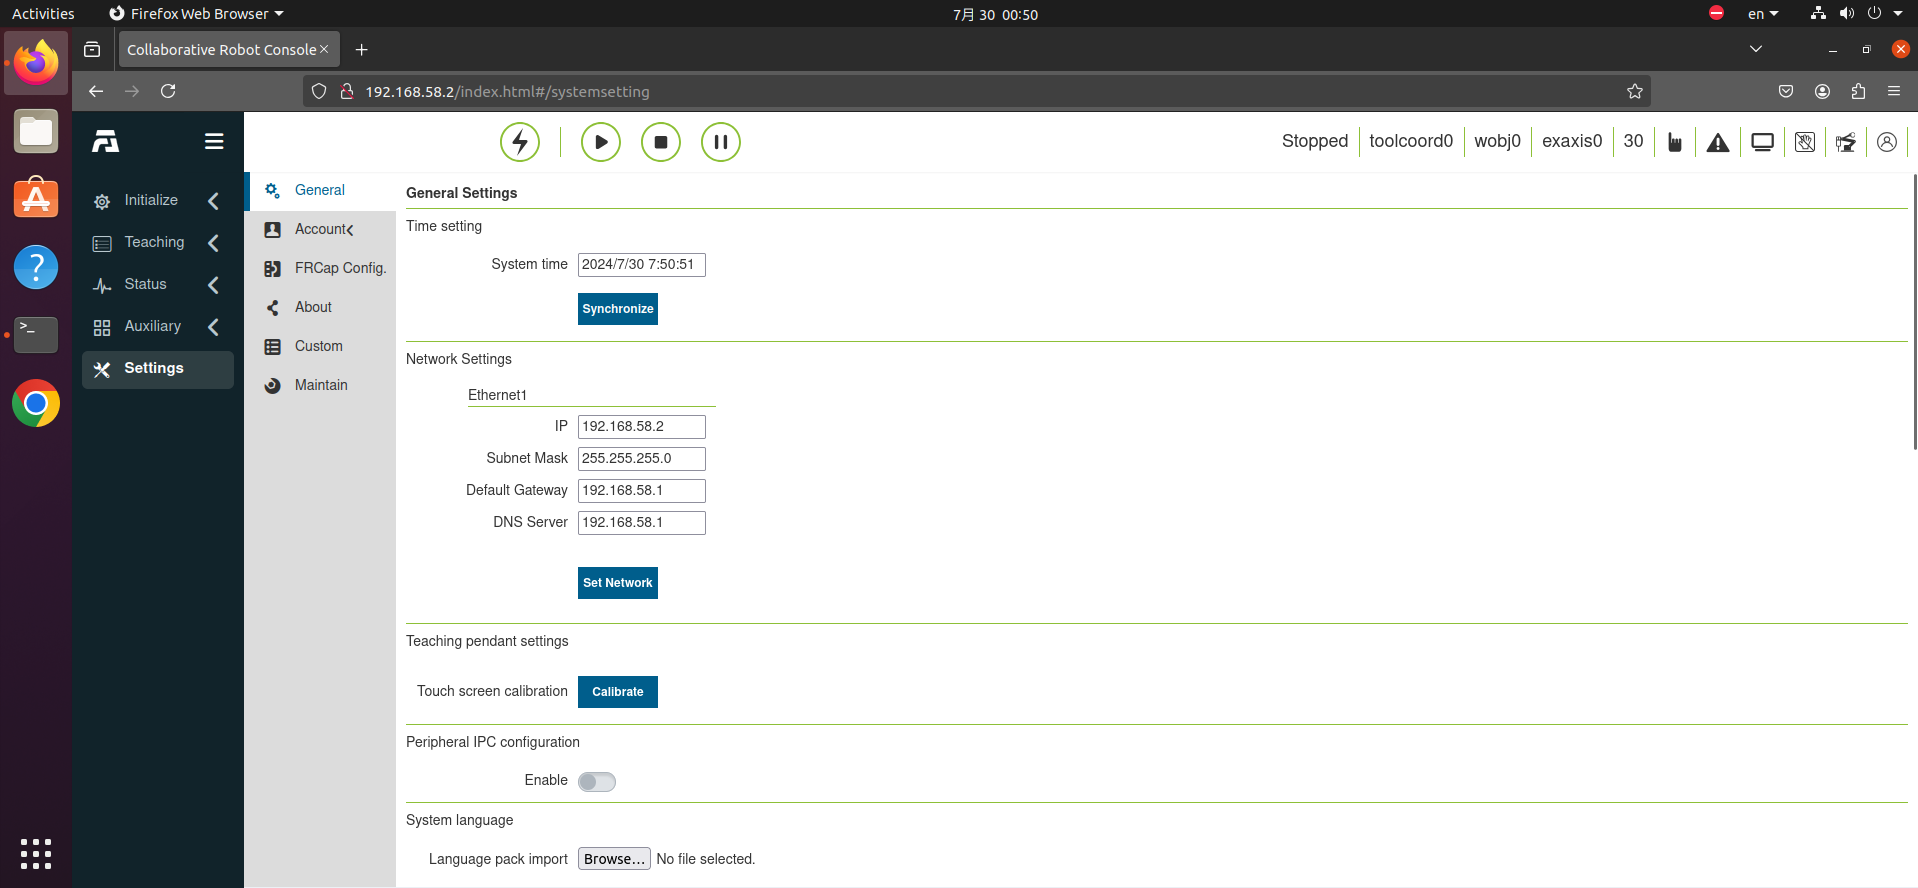 Activities
Firefox Web Browser
7月 30 00:50
en
Collaborative Robot Console
192.168.58.2/index.html#/systemsetting
Stopped
toolcoord0
wobj0
exaxis0
30
Initialize
Teaching
Status
Auxiliary
Settings
General
Account
FRCap Config.
About
Custom
Maintain
General Settings
Time setting
System time 2024/7/30 7:50:51
Synchronize
Network Settings
Ethernet1
IP 192.168.58.2
Subnet Mask 255.255.255.0
Default Gateway 192.168.58.1
DNS Server 192.168.58.1
Set Network
Teaching pendant settings
Touch screen calibration Calibrate
Peripheral IPC configuration
Enable
System language
Language pack import Browse... No file selected.